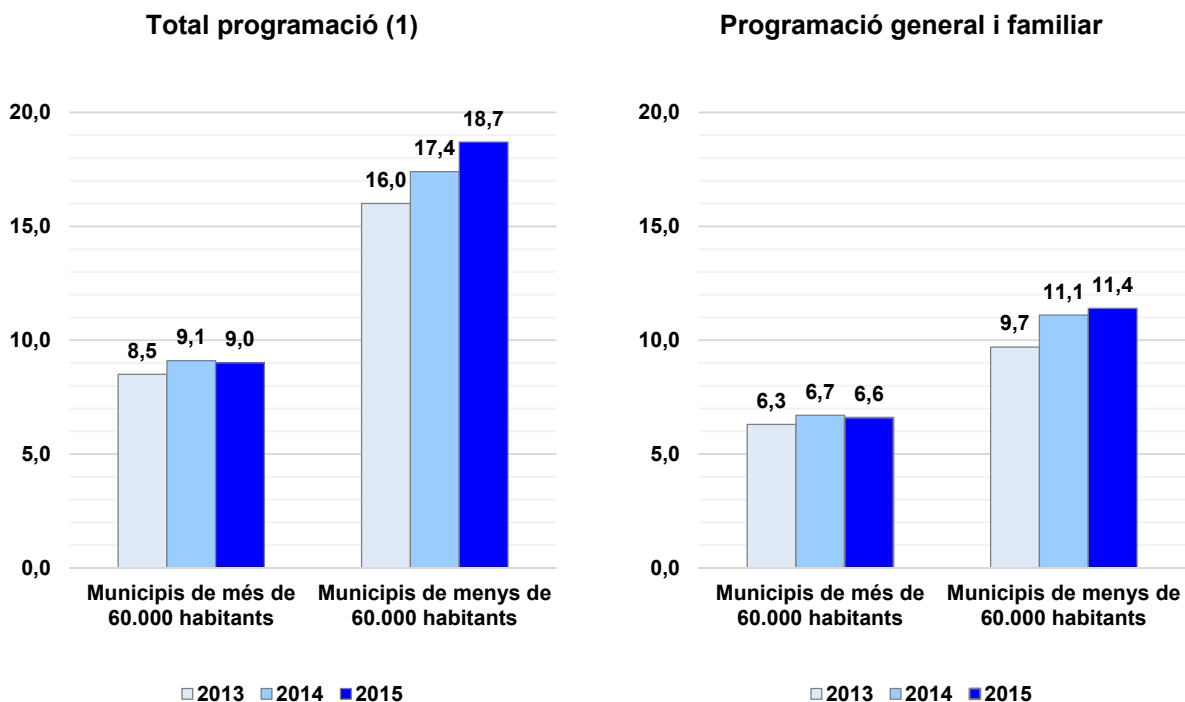 Total programació (1)
20,0
15,0
10,0
5,0
0,0
8,5
9,1
9,0
16,0
17,4
18,7
Municipis de més de
60.000 habitants
Municipis de menys de
60.000 habitants
2013 2014 2015
Programació general i familiar
20,0
15,0
10,0
5,0
0,0
6,3
6,7
6,6
9,7
11,1
11,4
Municipis de més de
60.000 habitants
Municipis de menys de
60.000 habitants
2013 2014 2015